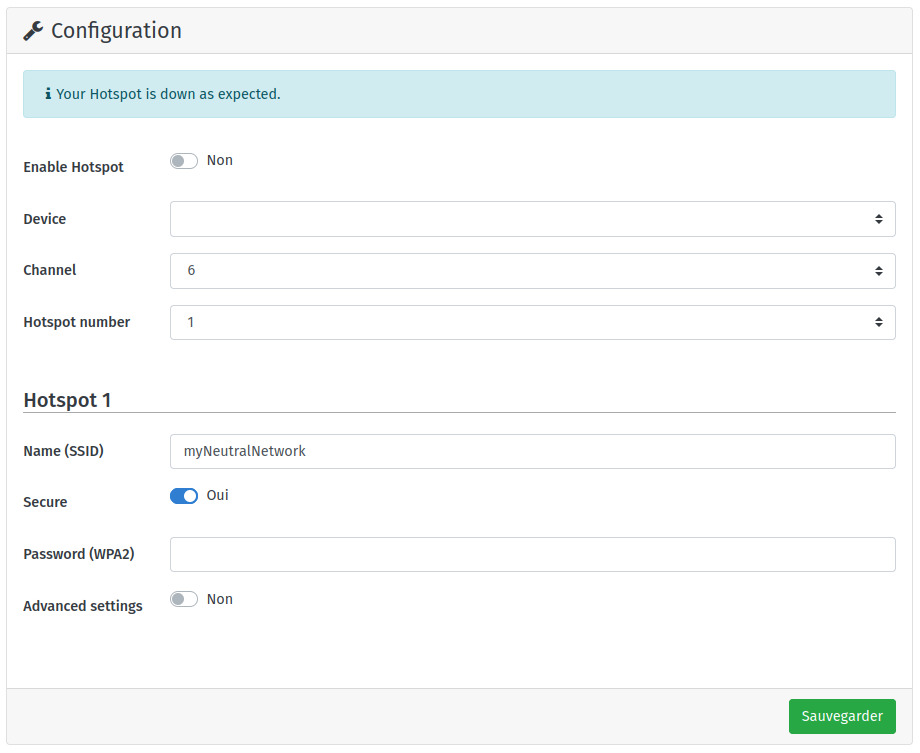 Configuration
Your Hotspot is down as expected.
Enable Hotspot Non
Device
Channel 6
Hotspot number 1
Hotspot 1
Name (SSID) myNeutralNetwork
Secure Oui
Password (WPA2)
Advanced settings Non
Sauvegarder